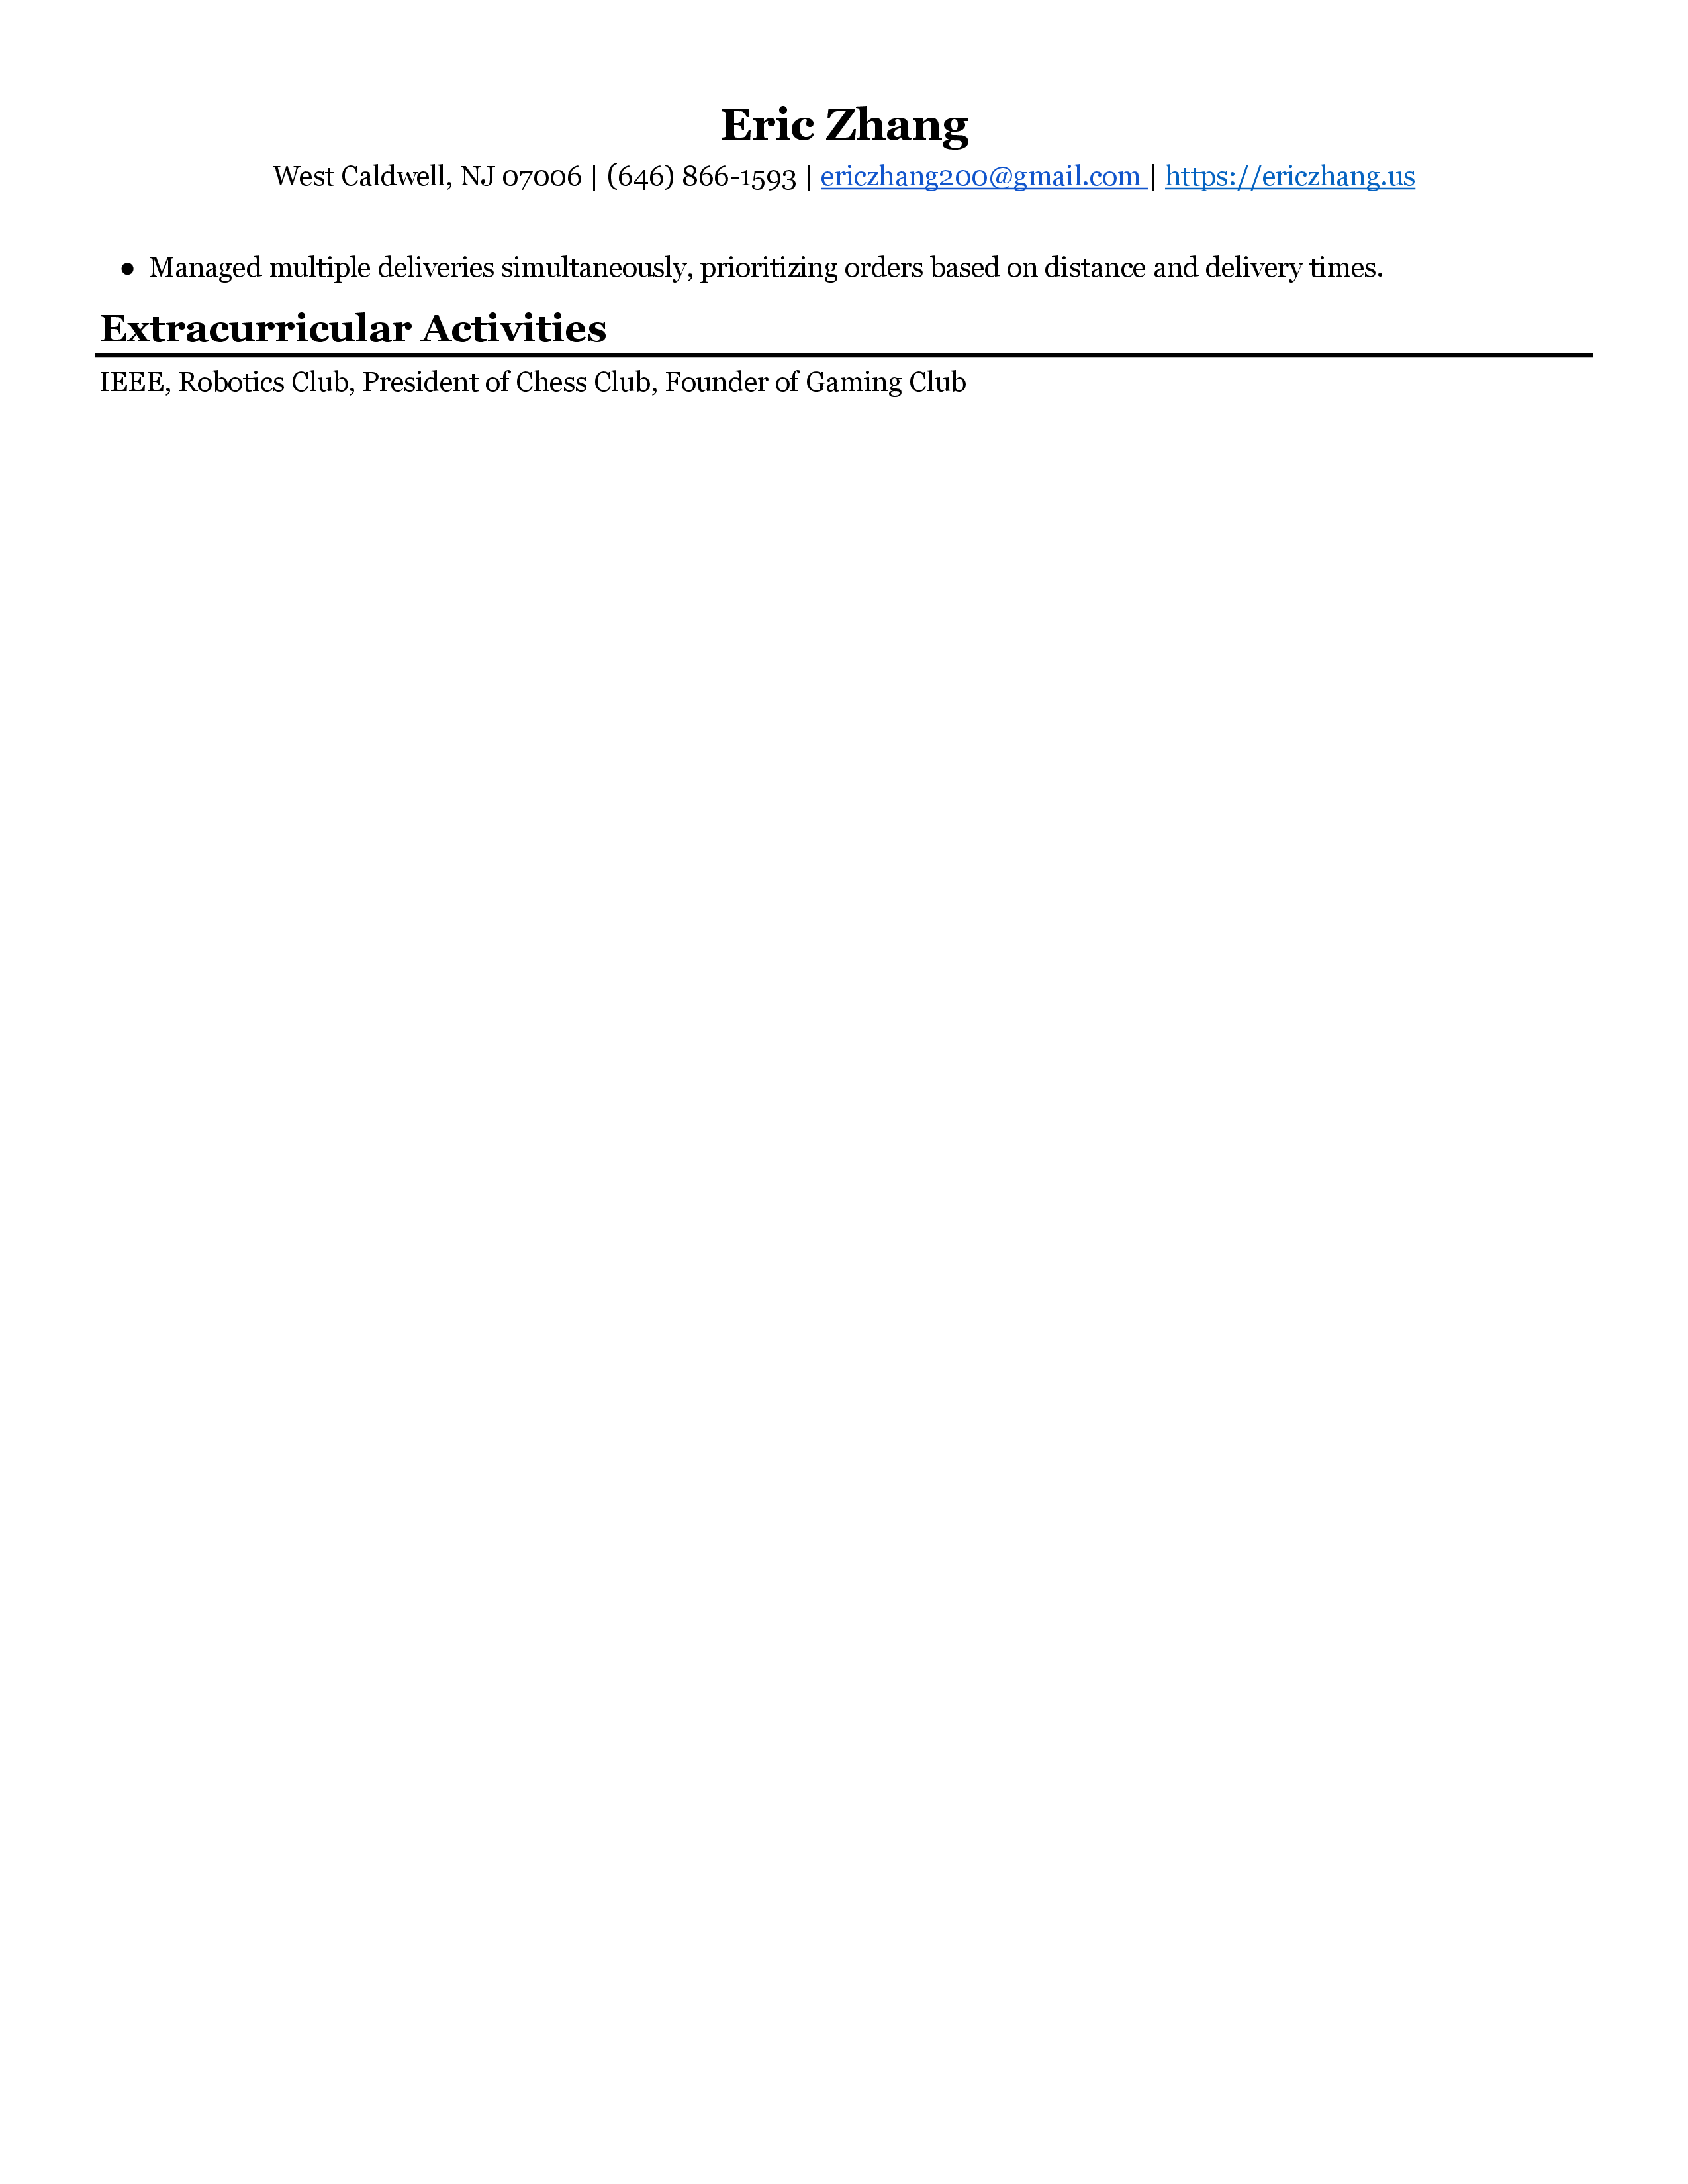 Eric Zhang
West Caldwell, NJ 07006 | (646) 866-1593 | ericzhang200@gmail.com | https://ericzhang.us
● Managed multiple deliveries simultaneously, prioritizing orders based on distance and delivery times.
Extracurricular Activities
IEEE, Robotics Club, President of Chess Club, Founder of Gaming Club